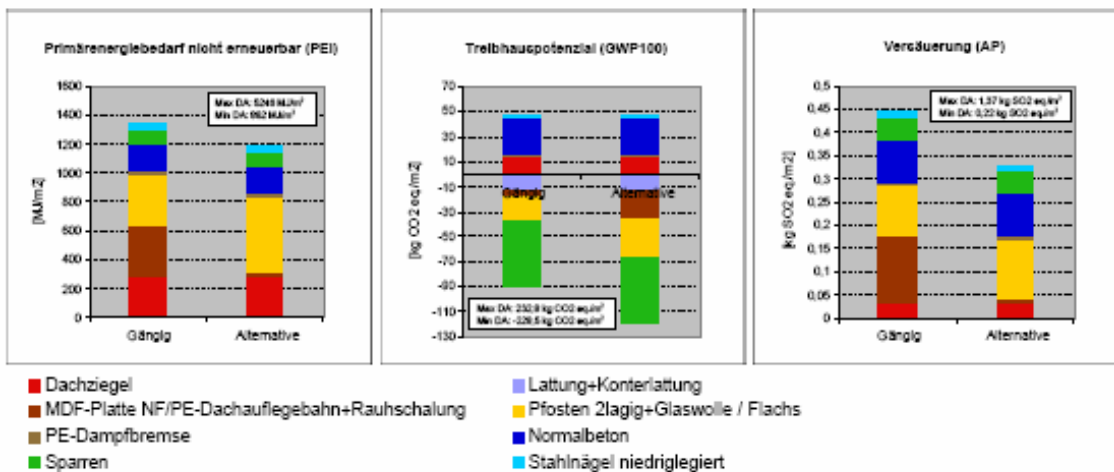 Primärenergiebedarf nicht erneuerbar (PEI)
1600
1400
1200
1000
800
600
400
200
0
[MJ/m2]
Max DA: 5246 MJ/m²
Min DA: 662 MJ/m²
Gängig
Alternative
Treibhauspotenzial (GWP100)
70
50
30
10
-10
-30
-50
-70
-90
-110
-130
[kg CO2 eq./m2]
Gängig
Alternative
Max DA: 232,8 kg CO2 eq./m²
Min DA: -228,5 kg CO2 eq./m²
Versäuerung (AP)
0,5
0,45
0,4
0,35
0,3
0,25
0,2
0,15
0,1
0,05
0
[kg SO2 eq./m2]
Max DA: 1,37 kg SO2 eq./m²
Min DA: 0,22 kg SO2 eq./m²
Gängig
Alternative
Dachziegel
MDF-Platte NF/PE-Dachauflegebahn+Rauhschalung
PE-Dampfbremse
Sparren
Lattung+Konterlattung
Pfosten 2lagig+Glaswolle / Flachs
Normalbeton
Stahlnägel niedriglegiert